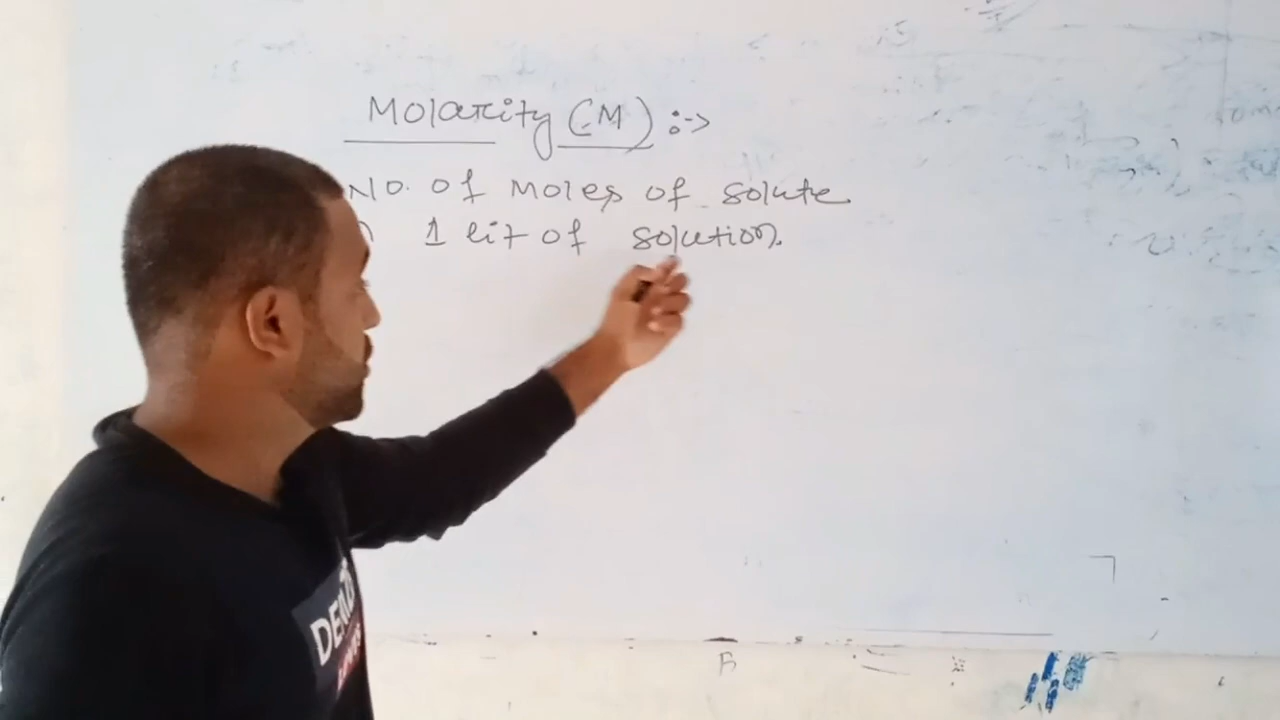 Molarity (M) :->
No. of Moles of solute
1 lit of solution.
B